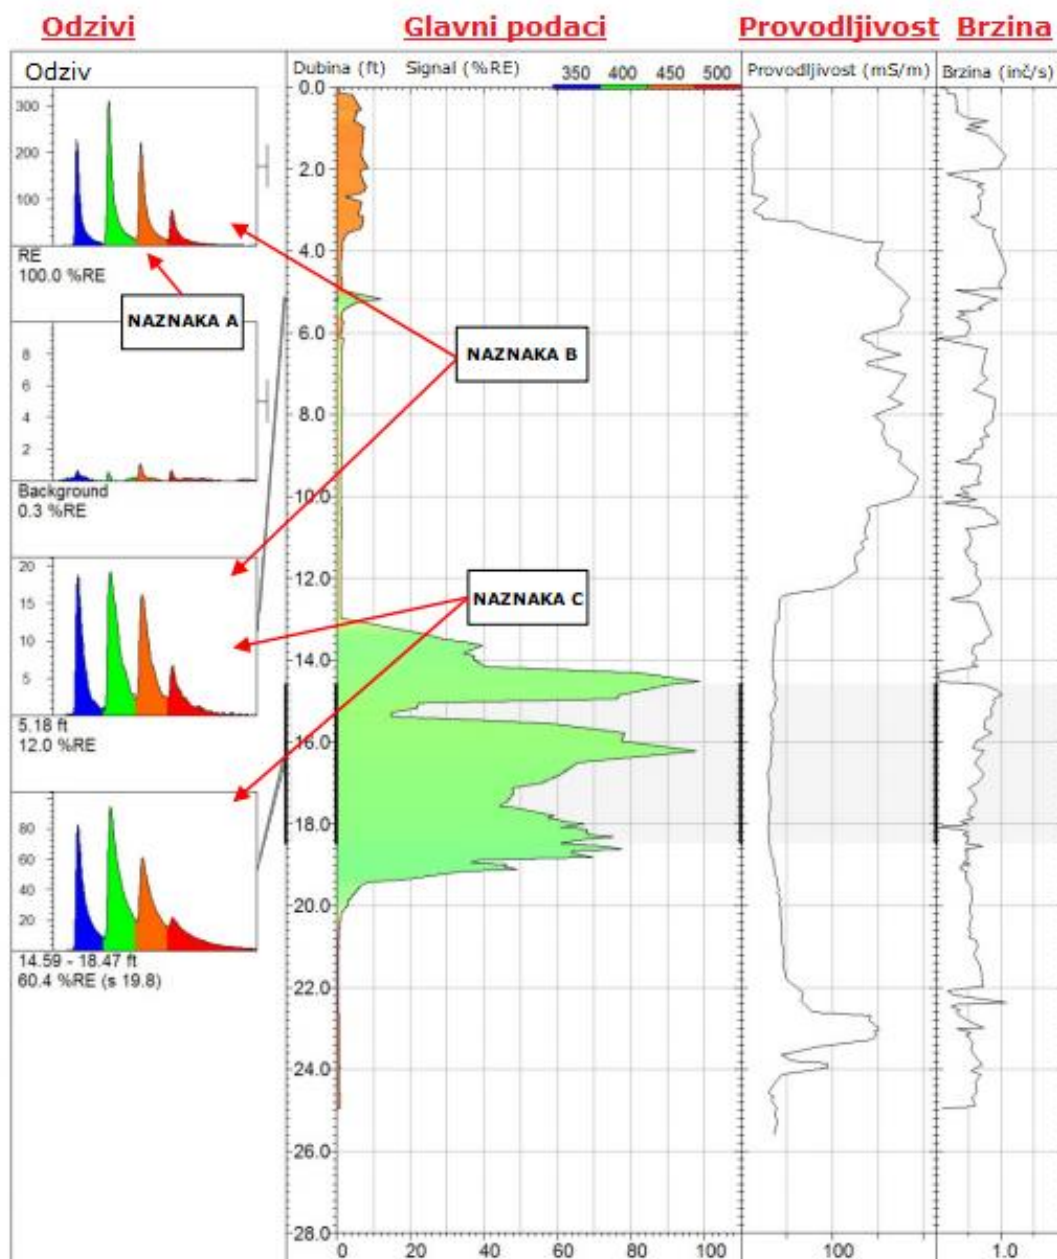 Odzivi
Glavni podaci
Provodljivost
Brzina
Odziv
Dubina (ft)
Signal (%RE)
350 400 450 500
Provodljivost (mS/m)
Brzina (inč/s)
300
200
100
RE
100.0 %RE
NAZNAKA A
8
6
4
2
Background
0.3 %RE
20
15
10
5
5.18 ft
12.0 %RE
80
60
40
20
14.59 - 18.47 ft
60.4 %RE (s 19.8)
NAZNAKA B
NAZNAKA C
0.0
2.0
4.0
6.0
8.0
10.0
12.0
14.0
16.0
18.0
20.0
22.0
24.0
26.0
28.0
0 20 40 60 80 100
100
1.0